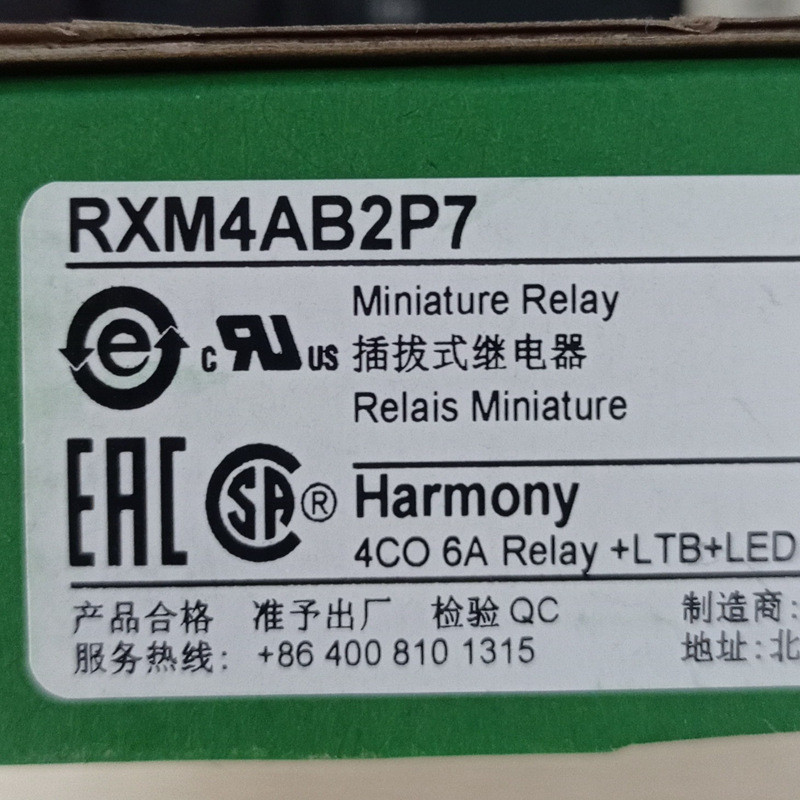 RXM4AB2P7
Miniature Relay
e
c RU US 插拔式继电器
Relais Miniature
EAC SA ® Harmony
4CO 6A Relay +LTB+LED
产品合格 准予出厂 检验 QC 制造商:
服务热线: +86 400 810 1315 地址:北